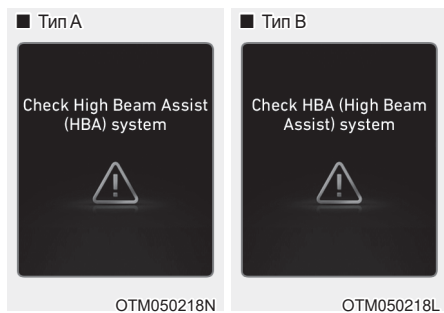 ■ Тип A
Check High Beam Assist
(HBA) system
OTM050218N
■ Тип B
Check HBA (High Beam
Assist) system
OTM050218L